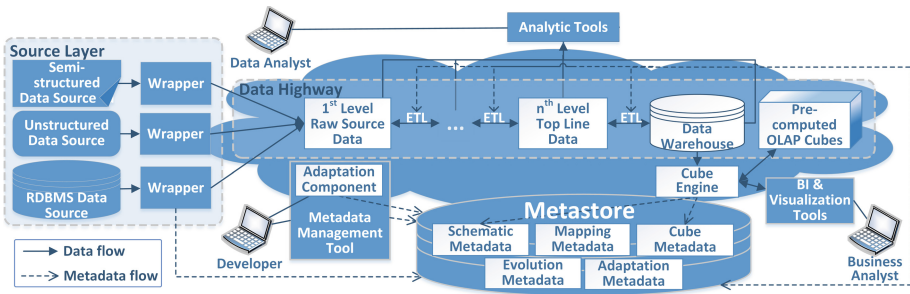 Analytic Tools
Data Analyst
Source Layer
Semi-
structured
Data Source
Wrapper
Unstructured
Data Source
Wrapper
RDBMS Data
Source
Wrapper
Data Highway
1st Level
Raw Source
Data
ETL
...
ETL
nth Level
Top Line
Data
ETL
Data
Warehouse
Pre-
computed
OLAP Cubes
Cube
Engine
BI &
Visualization
Tools
Business
Analyst
Adaptation
Component
Metadata
Management
Tool
Developer
Metastore
Schematic
Metadata
Mapping
Metadata
Cube
Metadata
Evolution
Metadata
Adaptation
Metadata
Data flow
Metadata flow